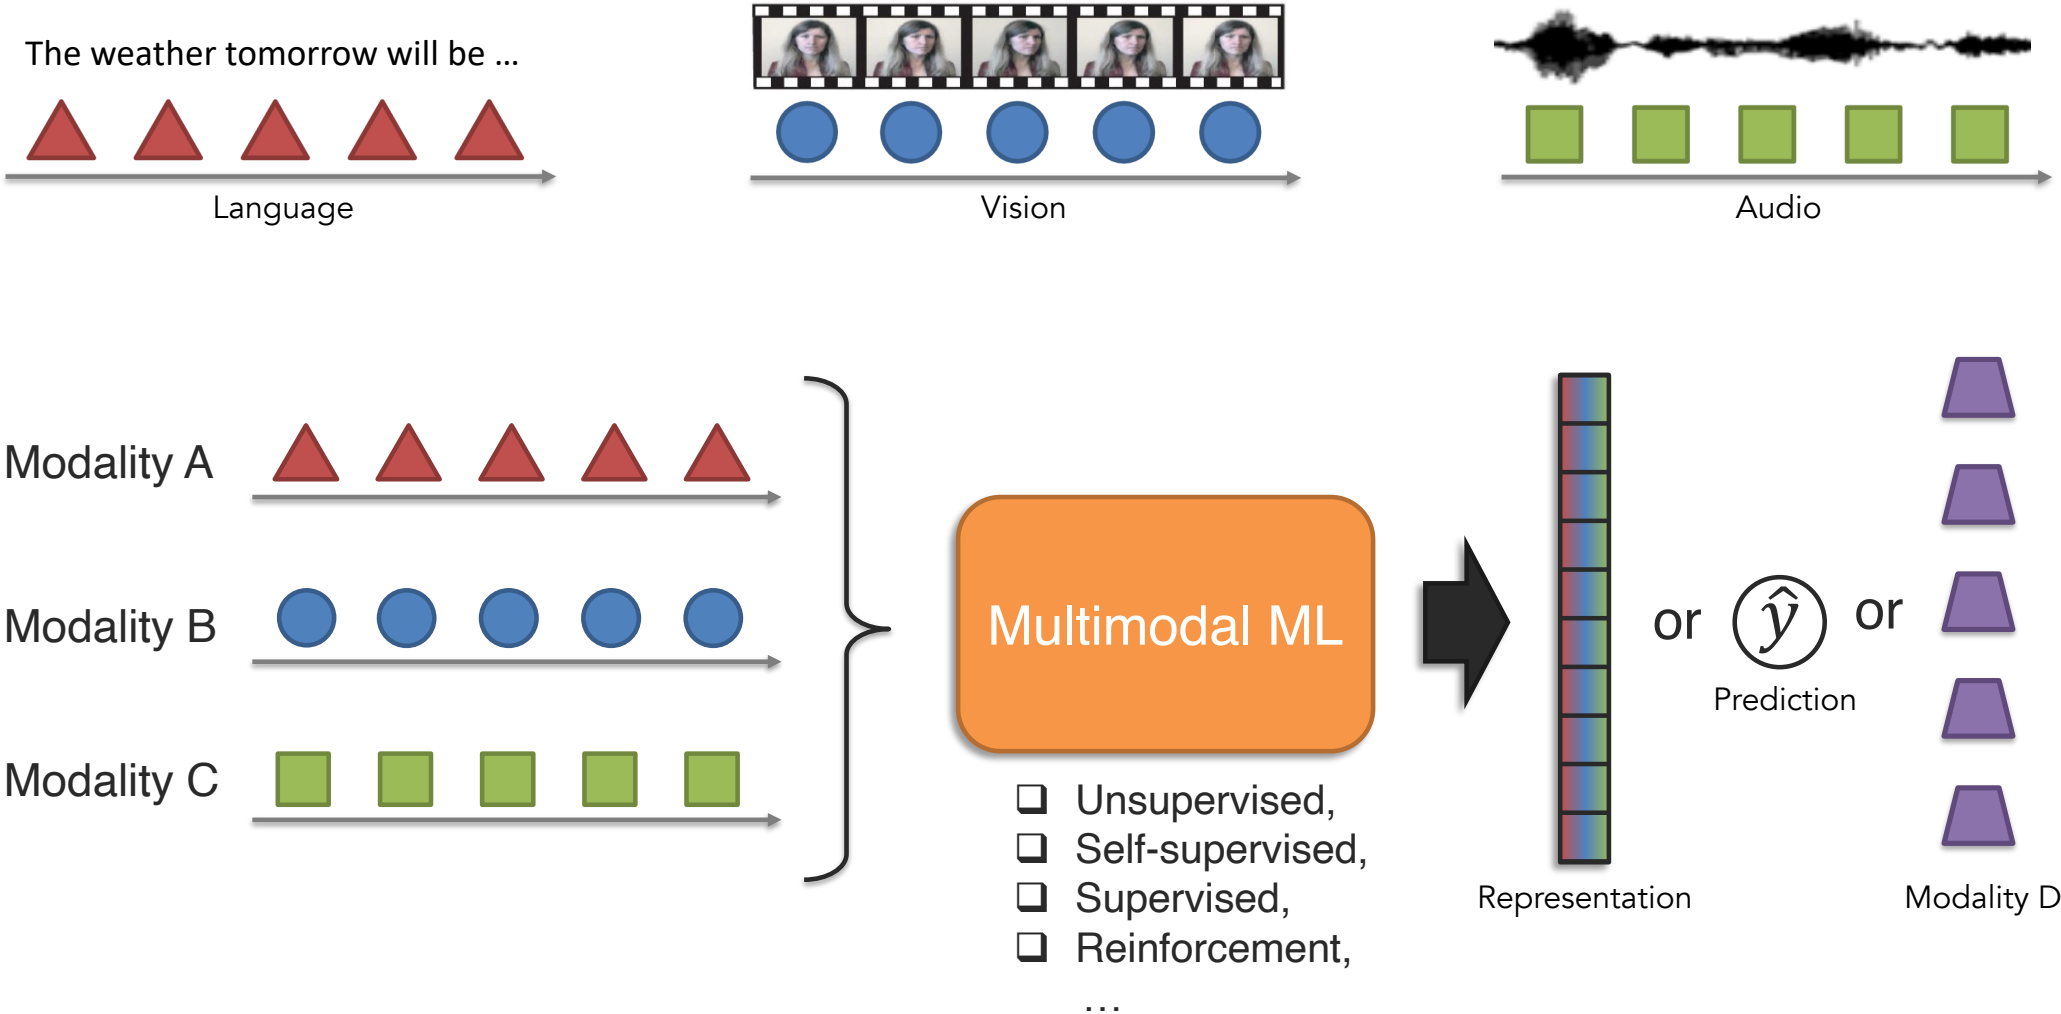 The weather tomorrow will be ...
Language
Vision
Audio
Modality A
Modality B
Modality C
Multimodal ML
❑ Unsupervised,
❑ Self-supervised,
❑ Supervised,
❑ Reinforcement,
...
or ŷ or
Prediction
Representation
Modality D